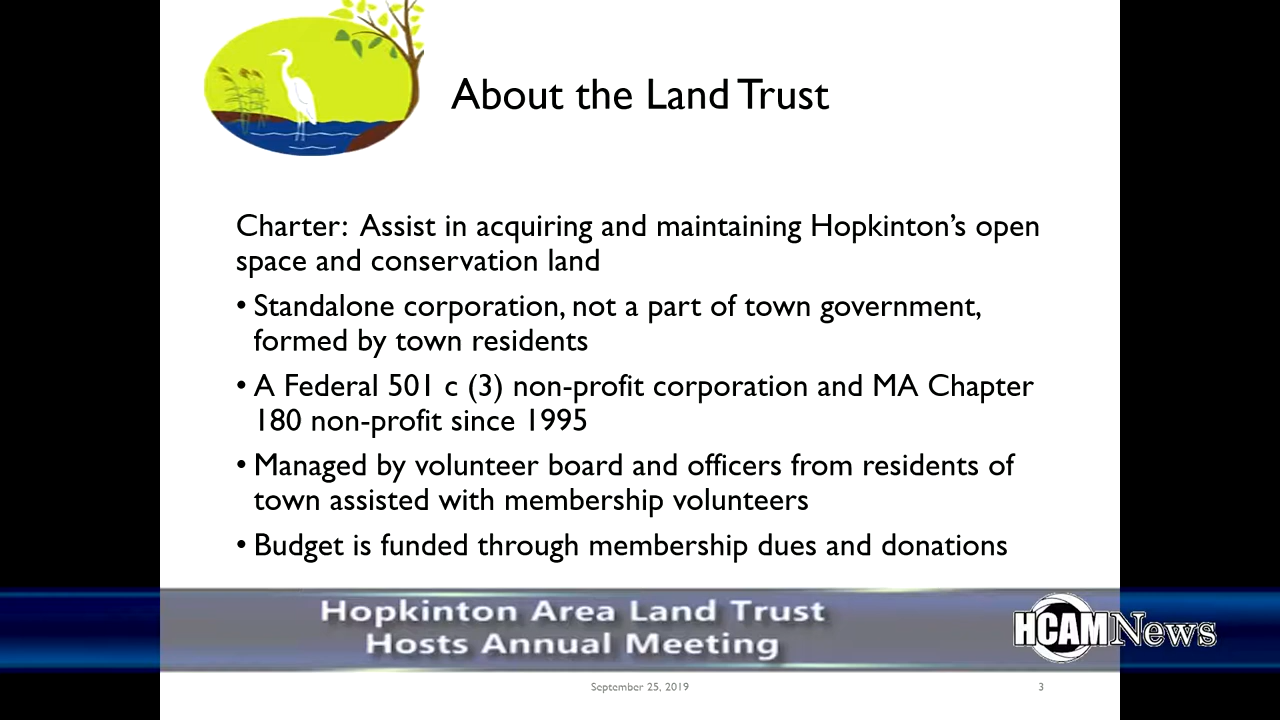 About the Land Trust
Charter:  Assist in acquiring and maintaining Hopkinton’s open
space and conservation land
• Standalone corporation, not a part of town government,
formed by town residents
• A Federal 501 c (3) non-profit corporation and MA Chapter
180 non-profit since 1995
• Managed by volunteer board and officers from residents of
town assisted with membership volunteers
• Budget is funded through membership dues and donations
Hopkinton Area Land Trust
Hosts Annual Meeting
HCAM News
September 25, 2019
3